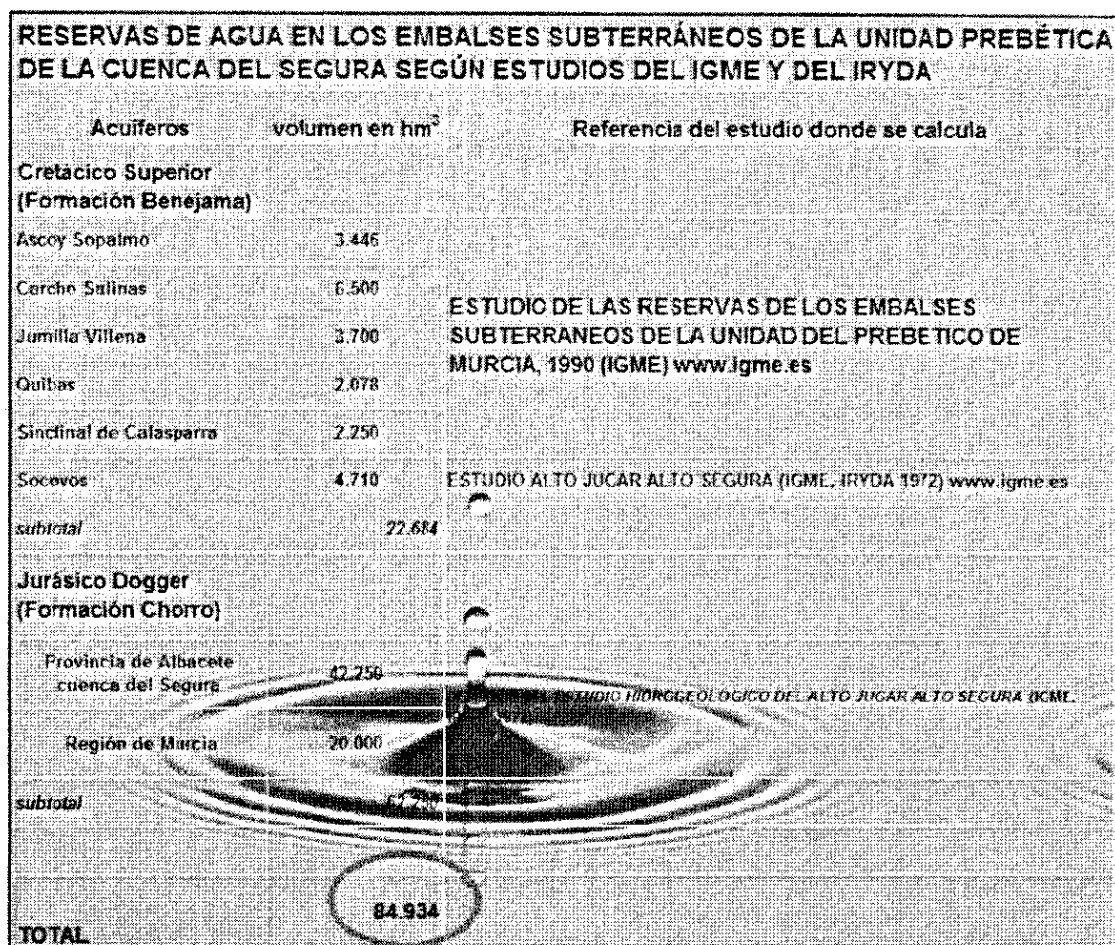 RESERVAS DE AGUA EN LOS EMBALSES SUBTERRÁNEOS DE LA UNIDAD PREBÉTICA
DE LA CUENCA DEL SEGURA SEGÚN ESTUDIOS DEL IGME Y DEL IRYDA
Acuíferos volumen en hm³ Referencia del estudio donde se calcula
Cretácico Superior
(Formación Benejama)
Ascoy Sopalmo 3.446
Carche Salinas 6.500
ESTUDIO DE LAS RESERVAS DE LOS EMBALSES
Jumilla Villena 3.700 SUBTERRANEOS DE LA UNIDAD DEL PREBETICO DE
MURCIA, 1990 (IGME) www.igme.es
Quibas 2.078
Sinclinal de Calasparra 2.250
Socovos 4.710 ESTUDIO ALTO JUCAR ALTO SEGURA (IGME, IRYDA 1972) www.igme.es
subtotal 22.684
Jurásico Dogger
(Formación Chorro)
Provincia de Albacete
cuenca del Segura 42.250
ESTUDIO HIDROGEOLOGICO DEL ALTO JUCAR ALTO SEGURA (IGME,
Región de Murcia 20.000
subtotal
84.934
TOTAL